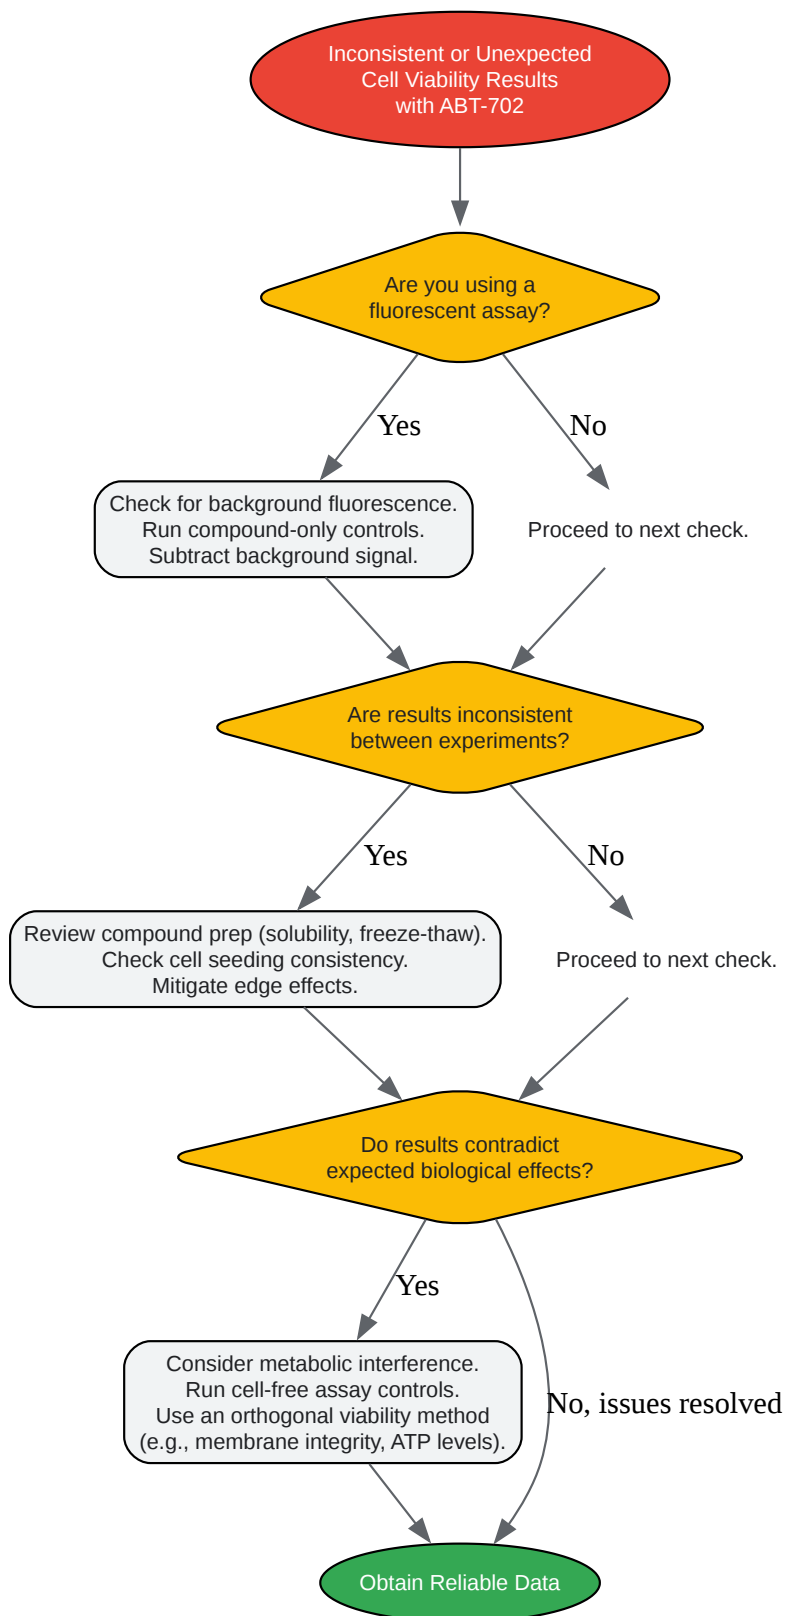 Inconsistent or Unexpected
Cell Viability Results
with ABT-702
Are you using a
fluorescent assay?
Yes
No
Check for background fluorescence.
Run compound-only controls.
Subtract background signal.
Proceed to next check.
Are results inconsistent
between experiments?
Yes
No
Review compound prep (solubility, freeze-thaw).
Check cell seeding consistency.
Mitigate edge effects.
Proceed to next check.
Do results contradict
expected biological effects?
Yes
Consider metabolic interference.
Run cell-free assay controls.
Use an orthogonal viability method
(e.g., membrane integrity, ATP levels).
No, issues resolved
Obtain Reliable Data